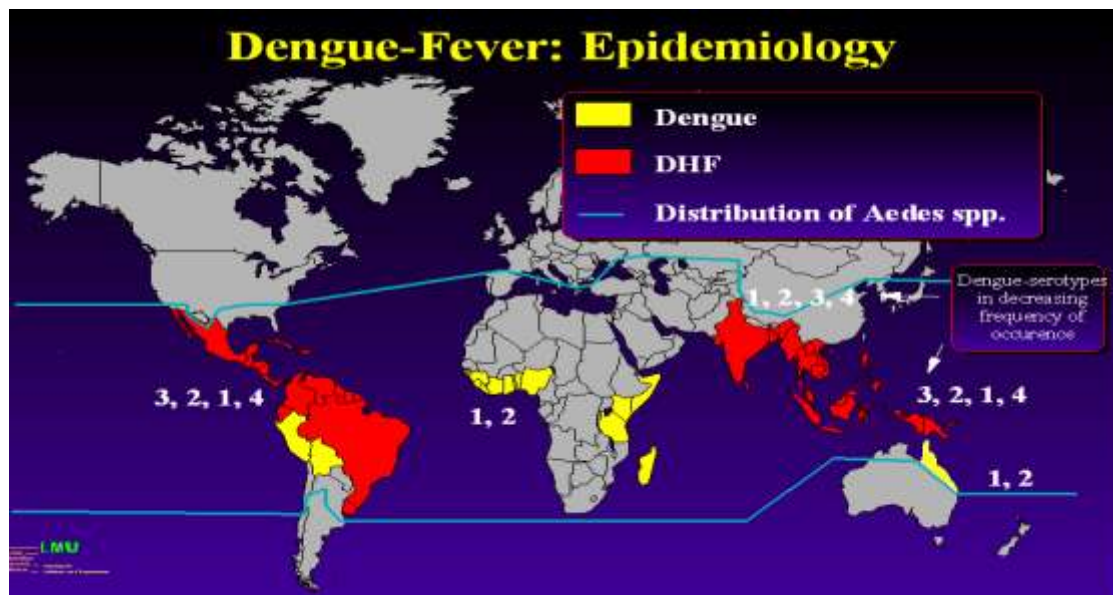 Dengue-Fever: Epidemiology
Dengue
DHF
Distribution of Aedes spp.
1, 2, 3, 4
Dengue-serotypes
in decreasing
frequency of
occurence
3, 2, 1, 4
1, 2
3, 2, 1, 4
1, 2
LMU